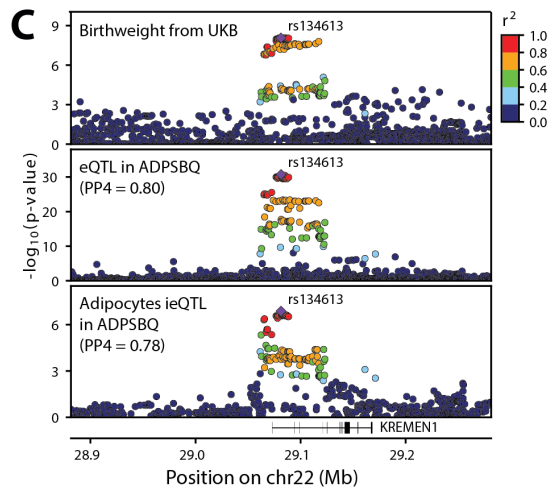 C
Birthweight from UKB
rs134613
9
6
3
0
r²
1.0
0.8
0.6
0.4
0.2
0.0
-log₁₀(p-value)
eQTL in ADPSBQ
(PP4 = 0.80)
rs134613
30
20
10
0
Adipocytes ieQTL
in ADPSBQ
(PP4 = 0.78)
rs134613
6
3
0
KREMEN1
28.9
29.0
29.1
29.2
Position on chr22 (Mb)